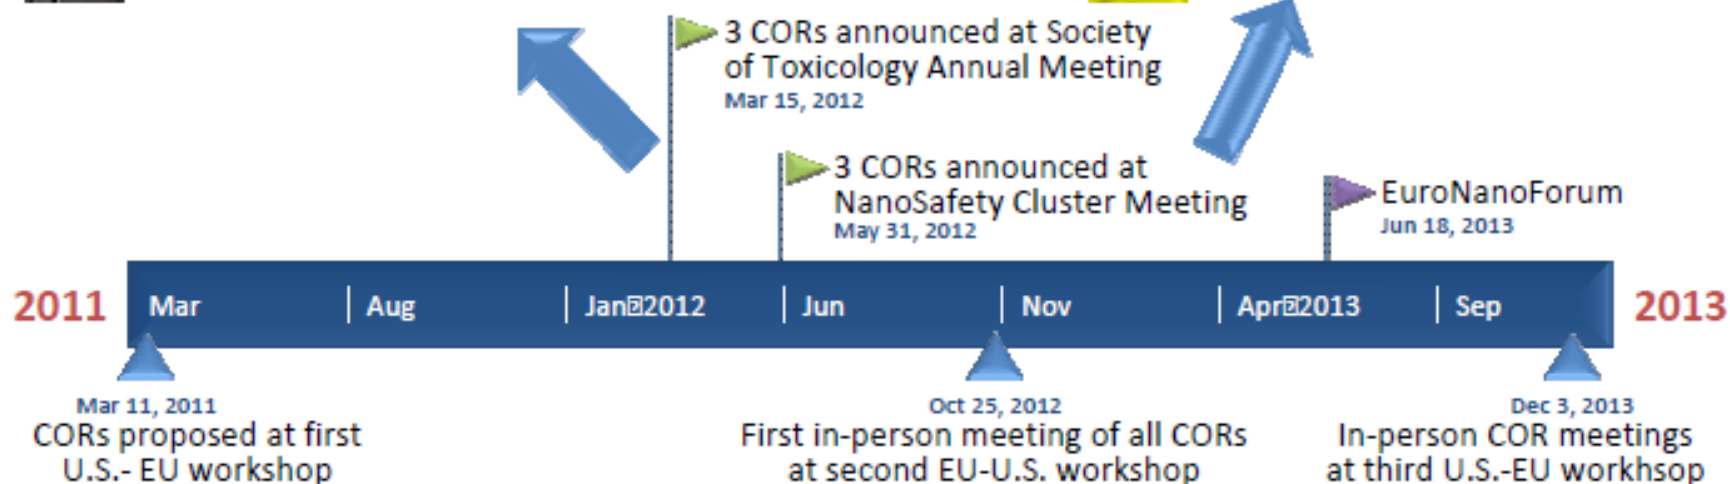 3 CORs announced at Society
of Toxicology Annual Meeting
Mar 15, 2012
3 CORs announced at
NanoSafety Cluster Meeting
May 31, 2012
EuroNanoForum
Jun 18, 2013
2011
Mar
Aug
Jan⍰2012
Jun
Nov
Apr⍰2013
Sep
2013
Mar 11, 2011
CORs proposed at first
U.S.- EU workshop
Oct 25, 2012
First in-person meeting of all CORs
at second EU-U.S. workshop
Dec 3, 2013
In-person COR meetings
at third U.S.-EU workhsop